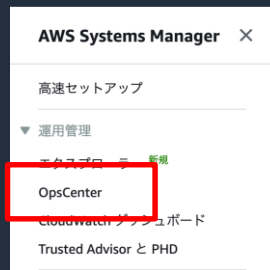 AWS Systems Manager ×
高速セットアップ
▼ 運用管理
エクスプローラー 新規
OpsCenter
CloudWatch ダッシュボード
Trusted Advisor と PHD